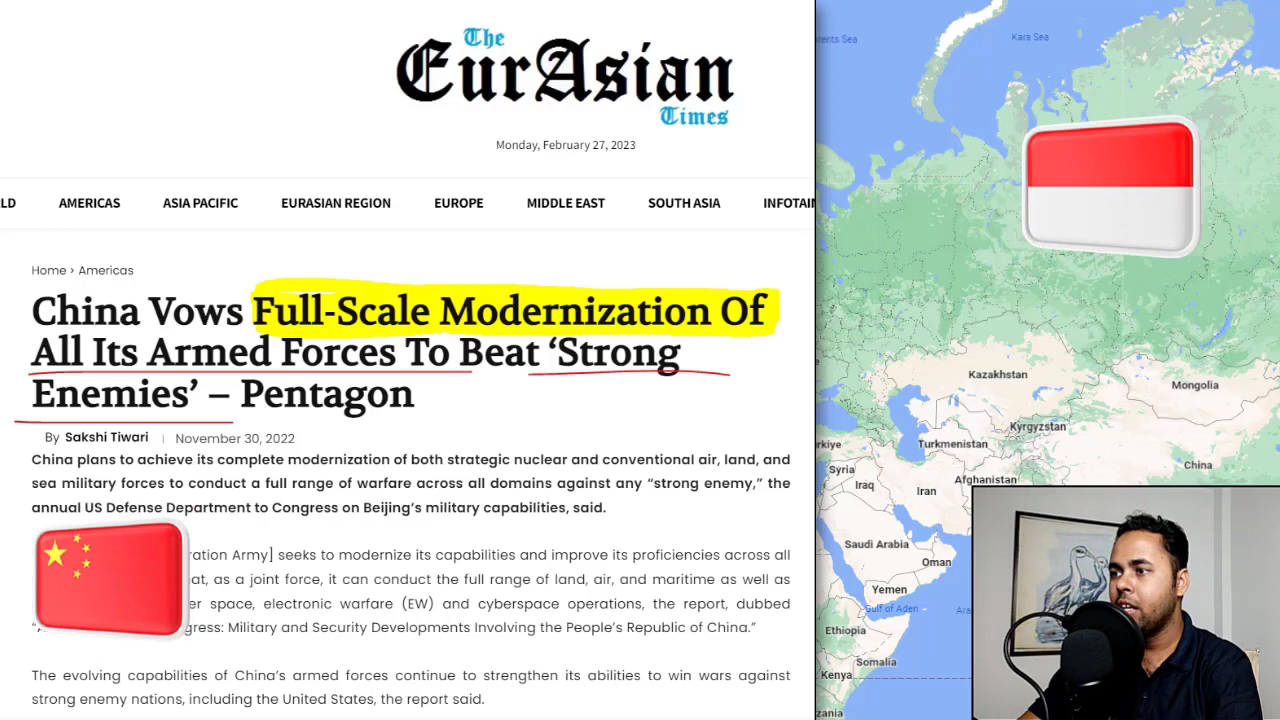 The
EurAsian
Times
Monday, February 27, 2023
LD AMERICAS ASIA PACIFIC EURASIAN REGION EUROPE MIDDLE EAST SOUTH ASIA INFOTAIN
Home › Americas
China Vows Full-Scale Modernization Of
All Its Armed Forces To Beat ‘Strong
Enemies’ – Pentagon
By Sakshi Tiwari | November 30, 2022
China plans to achieve its complete modernization of both strategic nuclear and conventional air, land, and
sea military forces to conduct a full range of warfare across all domains against any “strong enemy,” the
annual US Defense Department to Congress on Beijing’s military capabilities, said.
ration Army] seeks to modernize its capabilities and improve its proficiencies across all
at, as a joint force, it can conduct the full range of land, air, and maritime as well as
er space, electronic warfare (EW) and cyberspace operations, the report, dubbed
gress: Military and Security Developments Involving the People’s Republic of China.”
The evolving capabilities of China’s armed forces continue to strengthen its abilities to win wars against
strong enemy nations, including the United States, the report said.
arents Sea
Kara Sea
Kazakhstan
Mongolia
Kyrgyzstan
Türkiye
Turkmenistan
China
Syria
Afghanistan
Iraq
Iran
Saudi Arabia
Oman
Yemen
Gulf of Aden
Ara
Ethiopia
Somalia
Kenya
zania